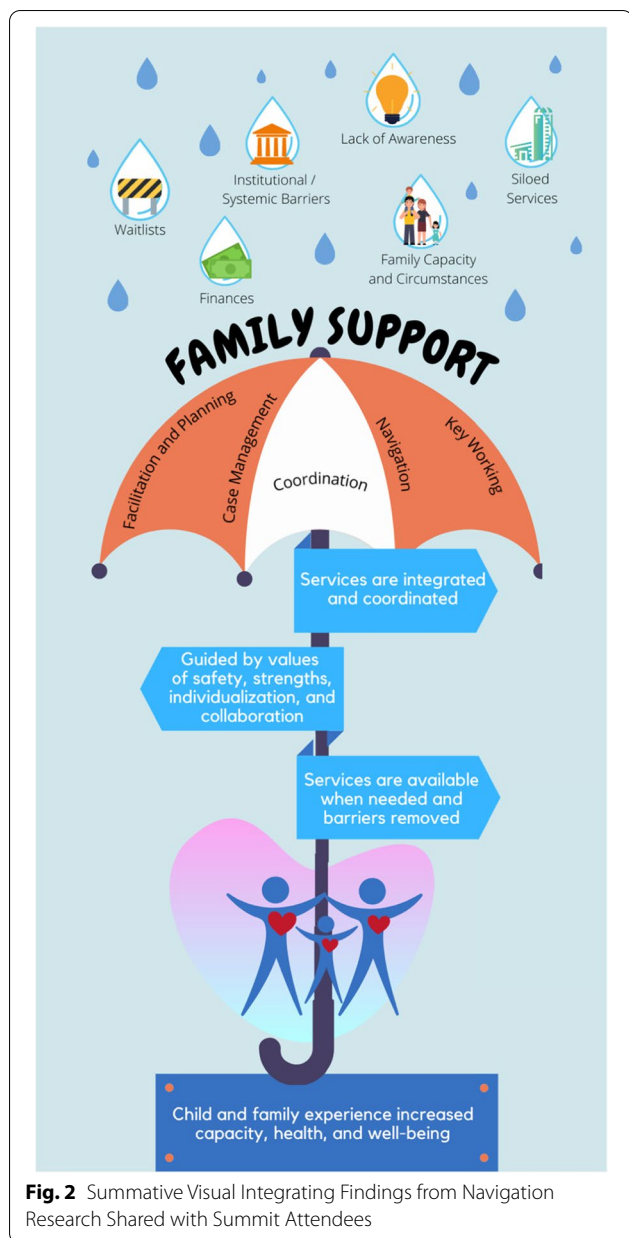 Lack of Awareness
Institutional /
Systemic Barriers
Siloed
Services
Waitlists
Family Capacity
and Circumstances
Finances
FAMILY SUPPORT
Facilitation and Planning
Case Management
Coordination
Navigation
Key Working
Services are integrated
and coordinated
Guided by values
of safety, strengths,
individualization, and
collaboration
Services are available
when needed and
barriers removed
Child and family experience increased
capacity, health, and well-being
Fig. 2 Summative Visual Integrating Findings from Navigation
Research Shared with Summit Attendees